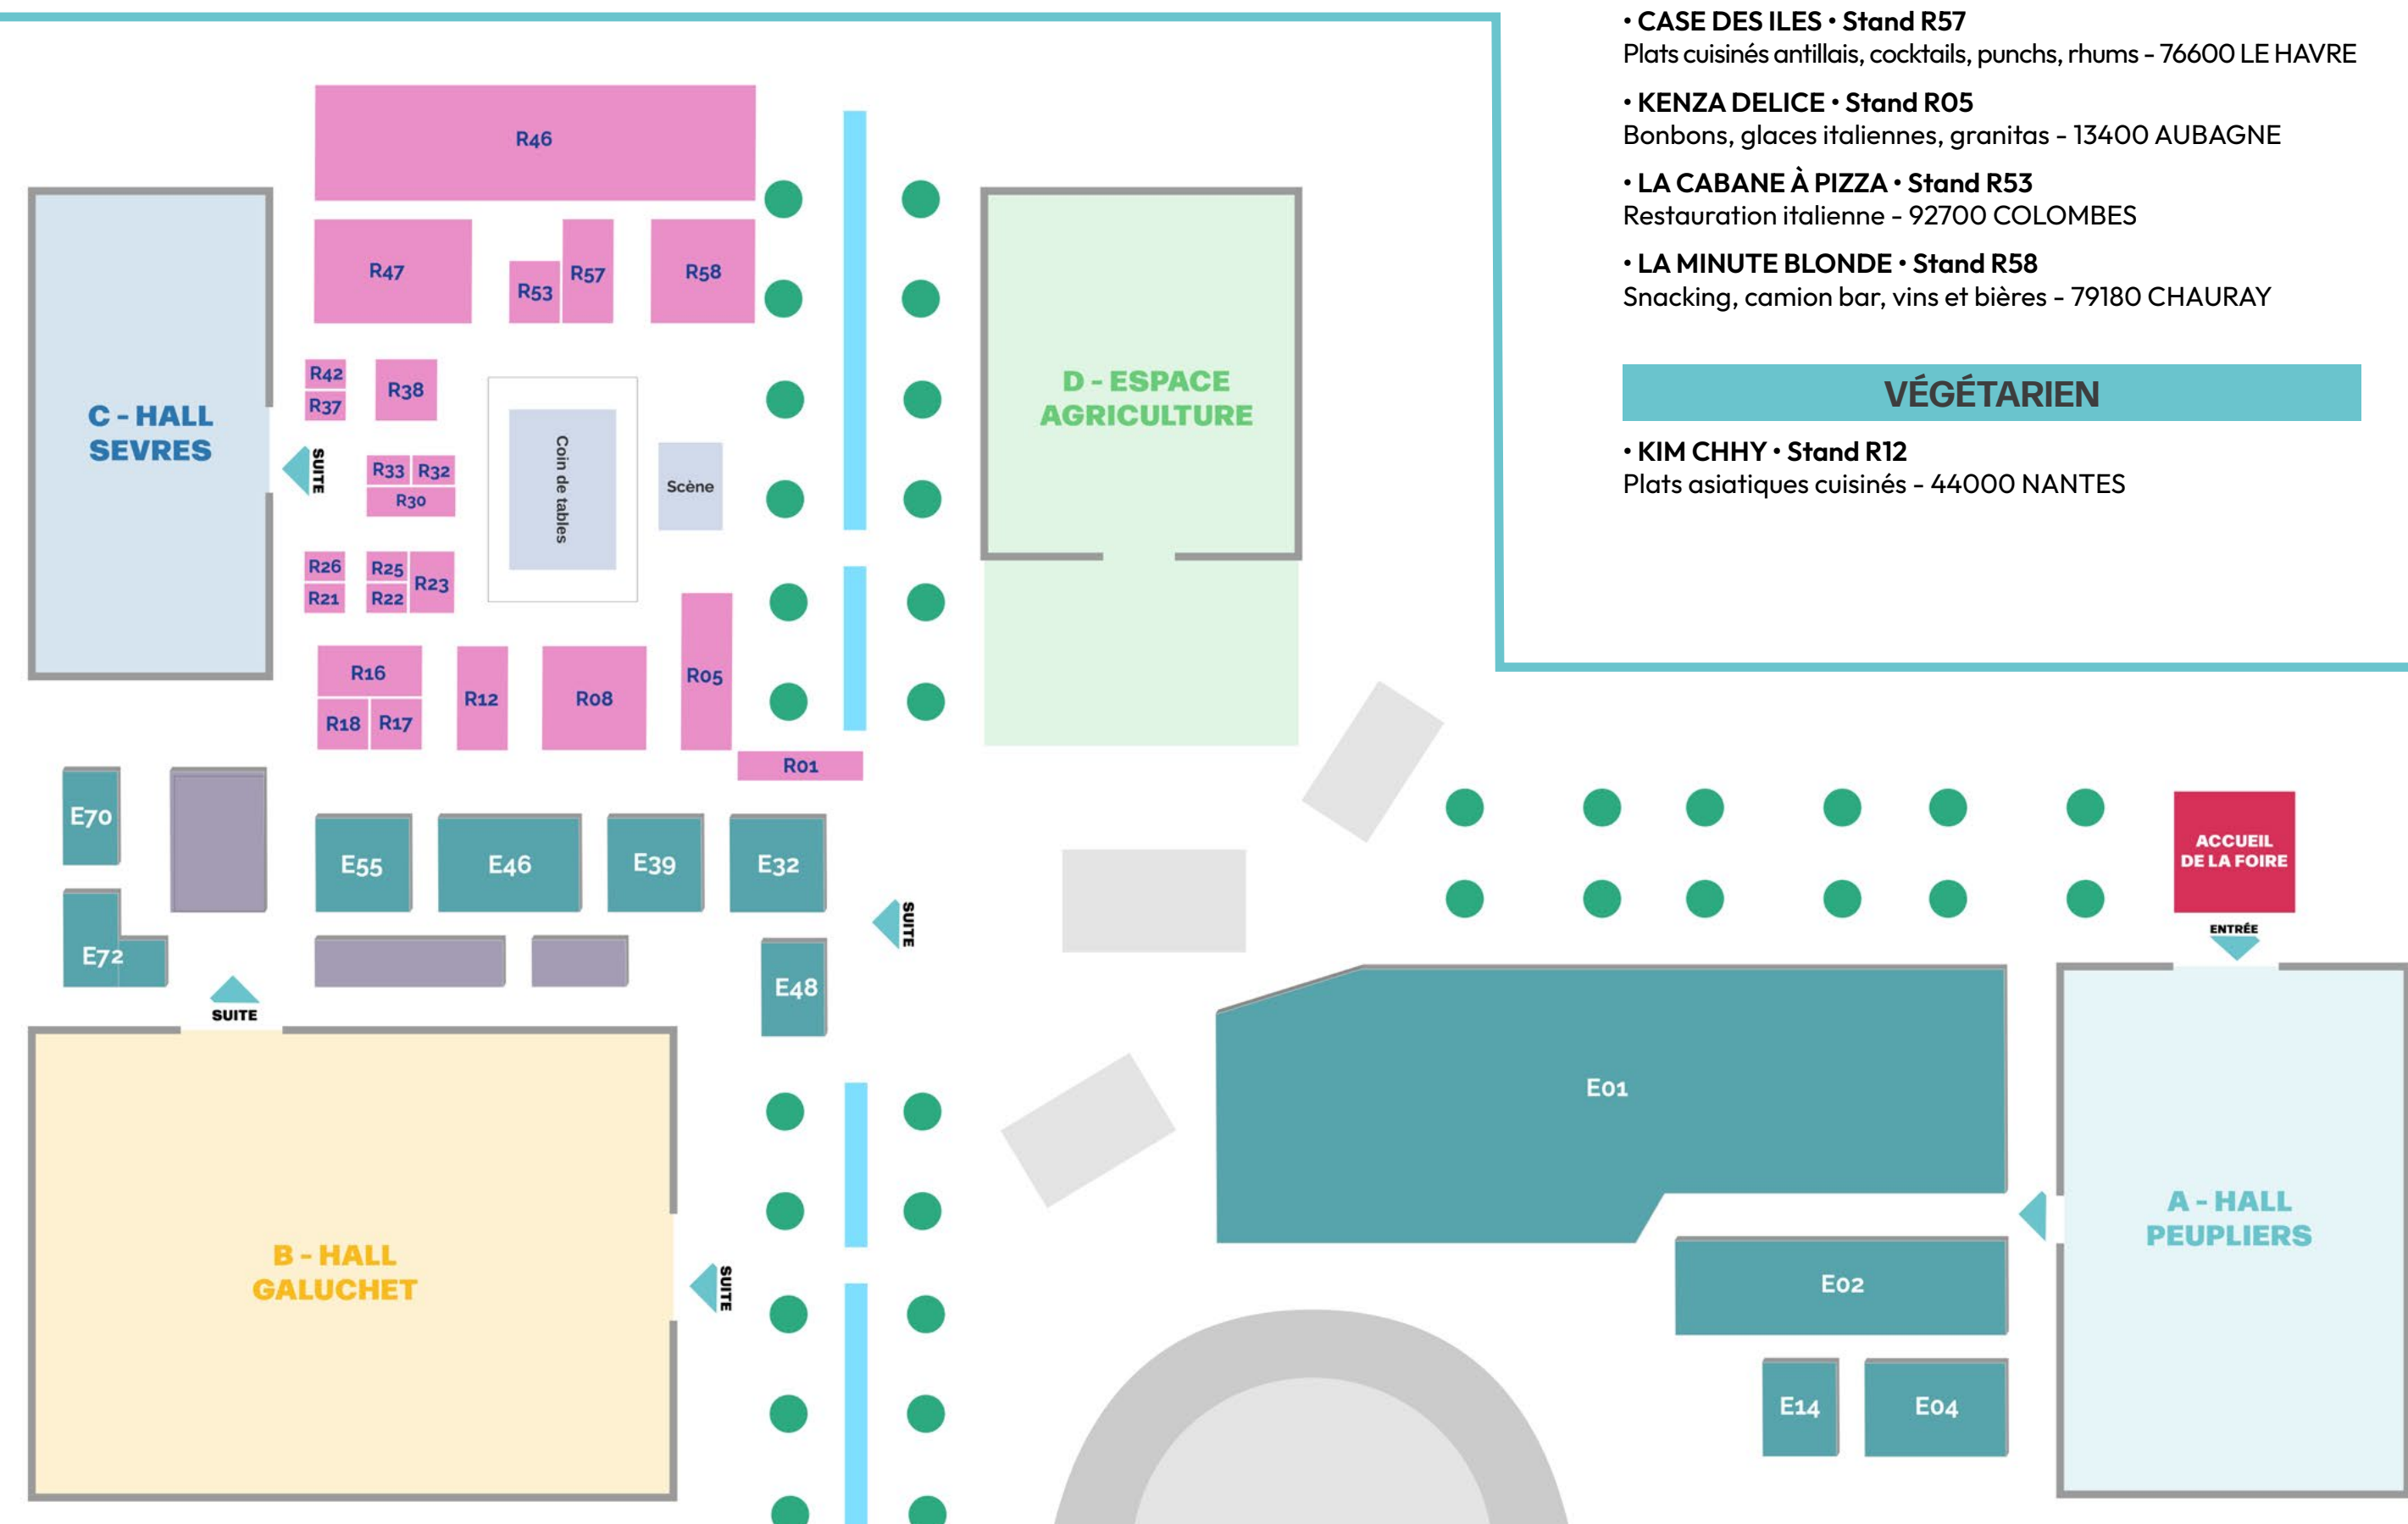 • CASE DES ILES • Stand R57
Plats cuisinés antillais, cocktails, punchs, rhums - 76600 LE HAVRE
• KENZA DELICE • Stand R05
Bonbons, glaces italiennes, granitas - 13400 AUBAGNE
• LA CABANE À PIZZA • Stand R53
Restauration italienne - 92700 COLOMBES
• LA MINUTE BLONDE • Stand R58
Snacking, camion bar, vins et bières - 79180 CHAURAY
VÉGÉTARIEN
• KIM CHHY • Stand R12
Plats asiatiques cuisinés - 44000 NANTES
R46
R47
R53
R57
R58
R42
R37
R38
C - HALL
SEVRES
SUITE
R33
R32
R30
Coin de tables
Scène
D - ESPACE
AGRICULTURE
R26
R21
R25
R22
R23
R16
R18
R17
R12
R08
R05
R01
E70
E72
E55
E46
E39
E32
E48
SUITE
SUITE
B - HALL
GALUCHET
SUITE
ACCUEIL
DE LA FOIRE
ENTRÉE
E01
E02
E14
E04
A - HALL
PEUPLIERS